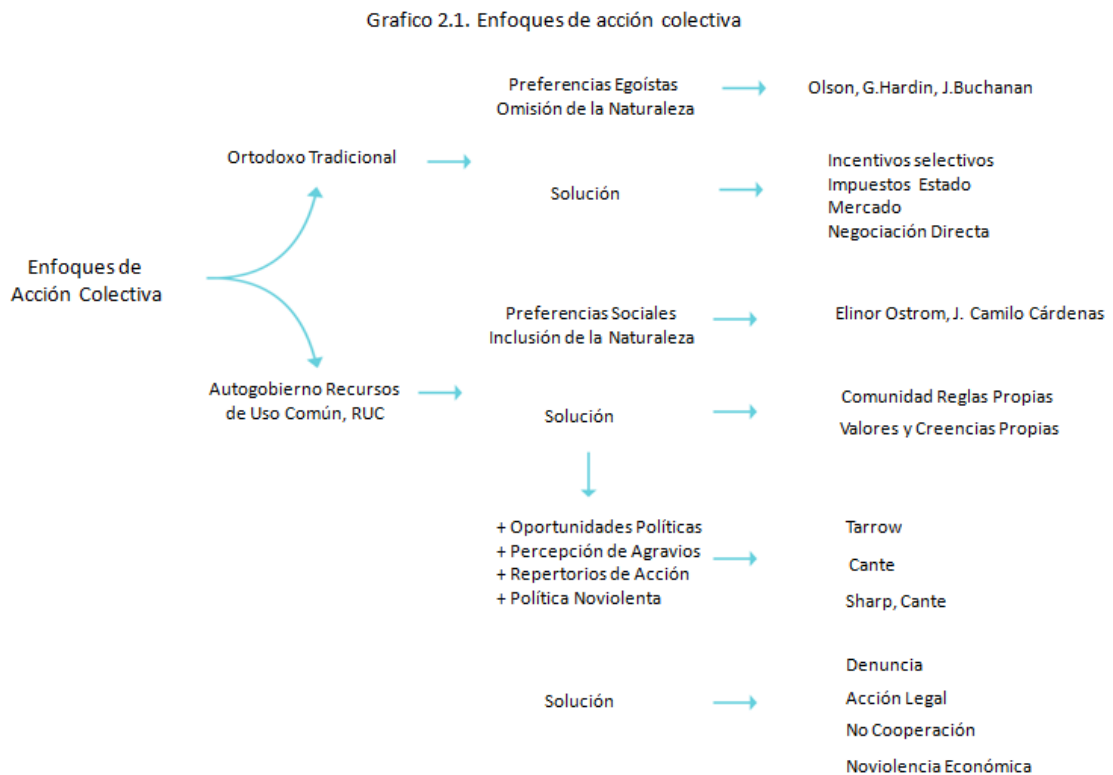 Grafico 2.1. Enfoques de acción colectiva
Preferencias Egoístas
Omisión de la Naturaleza
Olson, G.Hardin, J.Buchanan
Ortodoxo Tradicional
Solución
Incentivos selectivos
Impuestos Estado
Mercado
Negociación Directa
Enfoques de
Acción Colectiva
Preferencias Sociales
Inclusión de la Naturaleza
Elinor Ostrom, J. Camilo Cárdenas
Autogobierno Recursos
de Uso Común, RUC
Solución
Comunidad Reglas Propias
Valores y Creencias Propias
+ Oportunidades Políticas
+ Percepción de Agravios
+ Repertorios de Acción
+ Política Noviolenta
Tarrow
Cante
Sharp, Cante
Solución
Denuncia
Acción Legal
No Cooperación
Noviolencia Económica